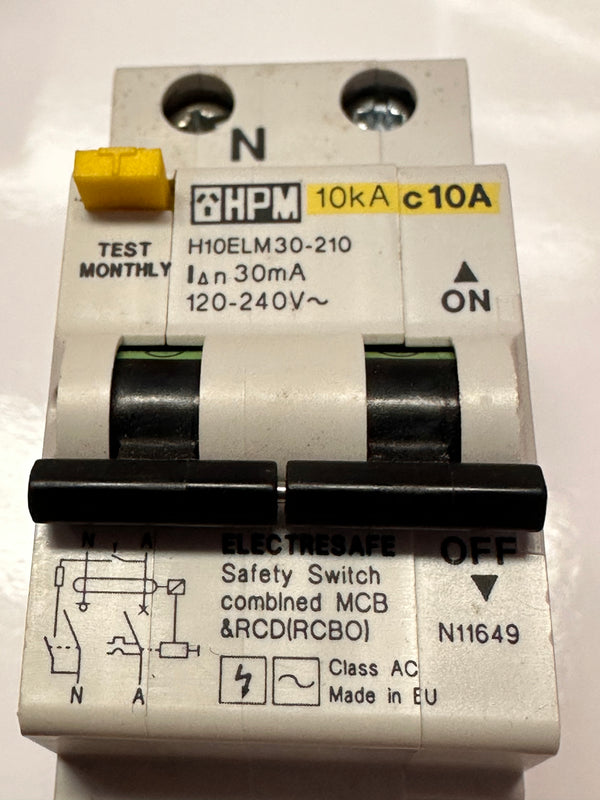 N
T
HPM 10kA C10A
TEST
MONTHLY
H10ELM30-210
I△n 30mA
120-240V~
ON
N A
ELECTRESAFE
OFF
Safety Switch
combined MCB
&RCD(RCBO)
N11649
Class AC
Made in EU
N A